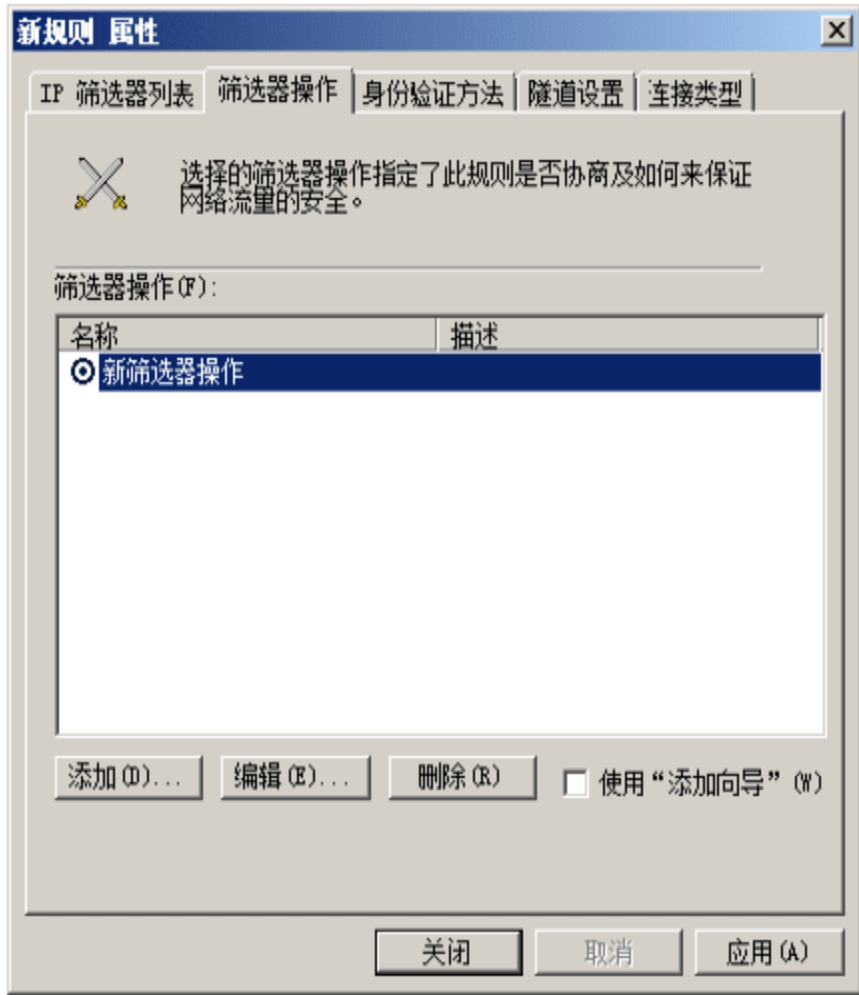 新规则 属性
IP 筛选器列表 筛选器操作 身份验证方法 隧道设置 连接类型
选择的筛选器操作指定了此规则是否协商及如何来保证
网络流量的安全。
筛选器操作(F):
名称 描述
新筛选器操作
添加(D)... 编辑(E)... 删除(R) 使用“添加向导” (W)
关闭 取消 应用(A)